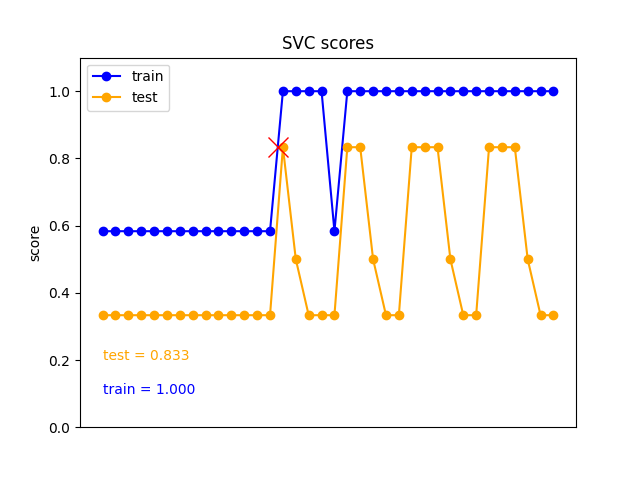 SVC scores
train
test
1.0
0.8
0.6
0.4
0.2
0.0
score
test = 0.833
train = 1.000